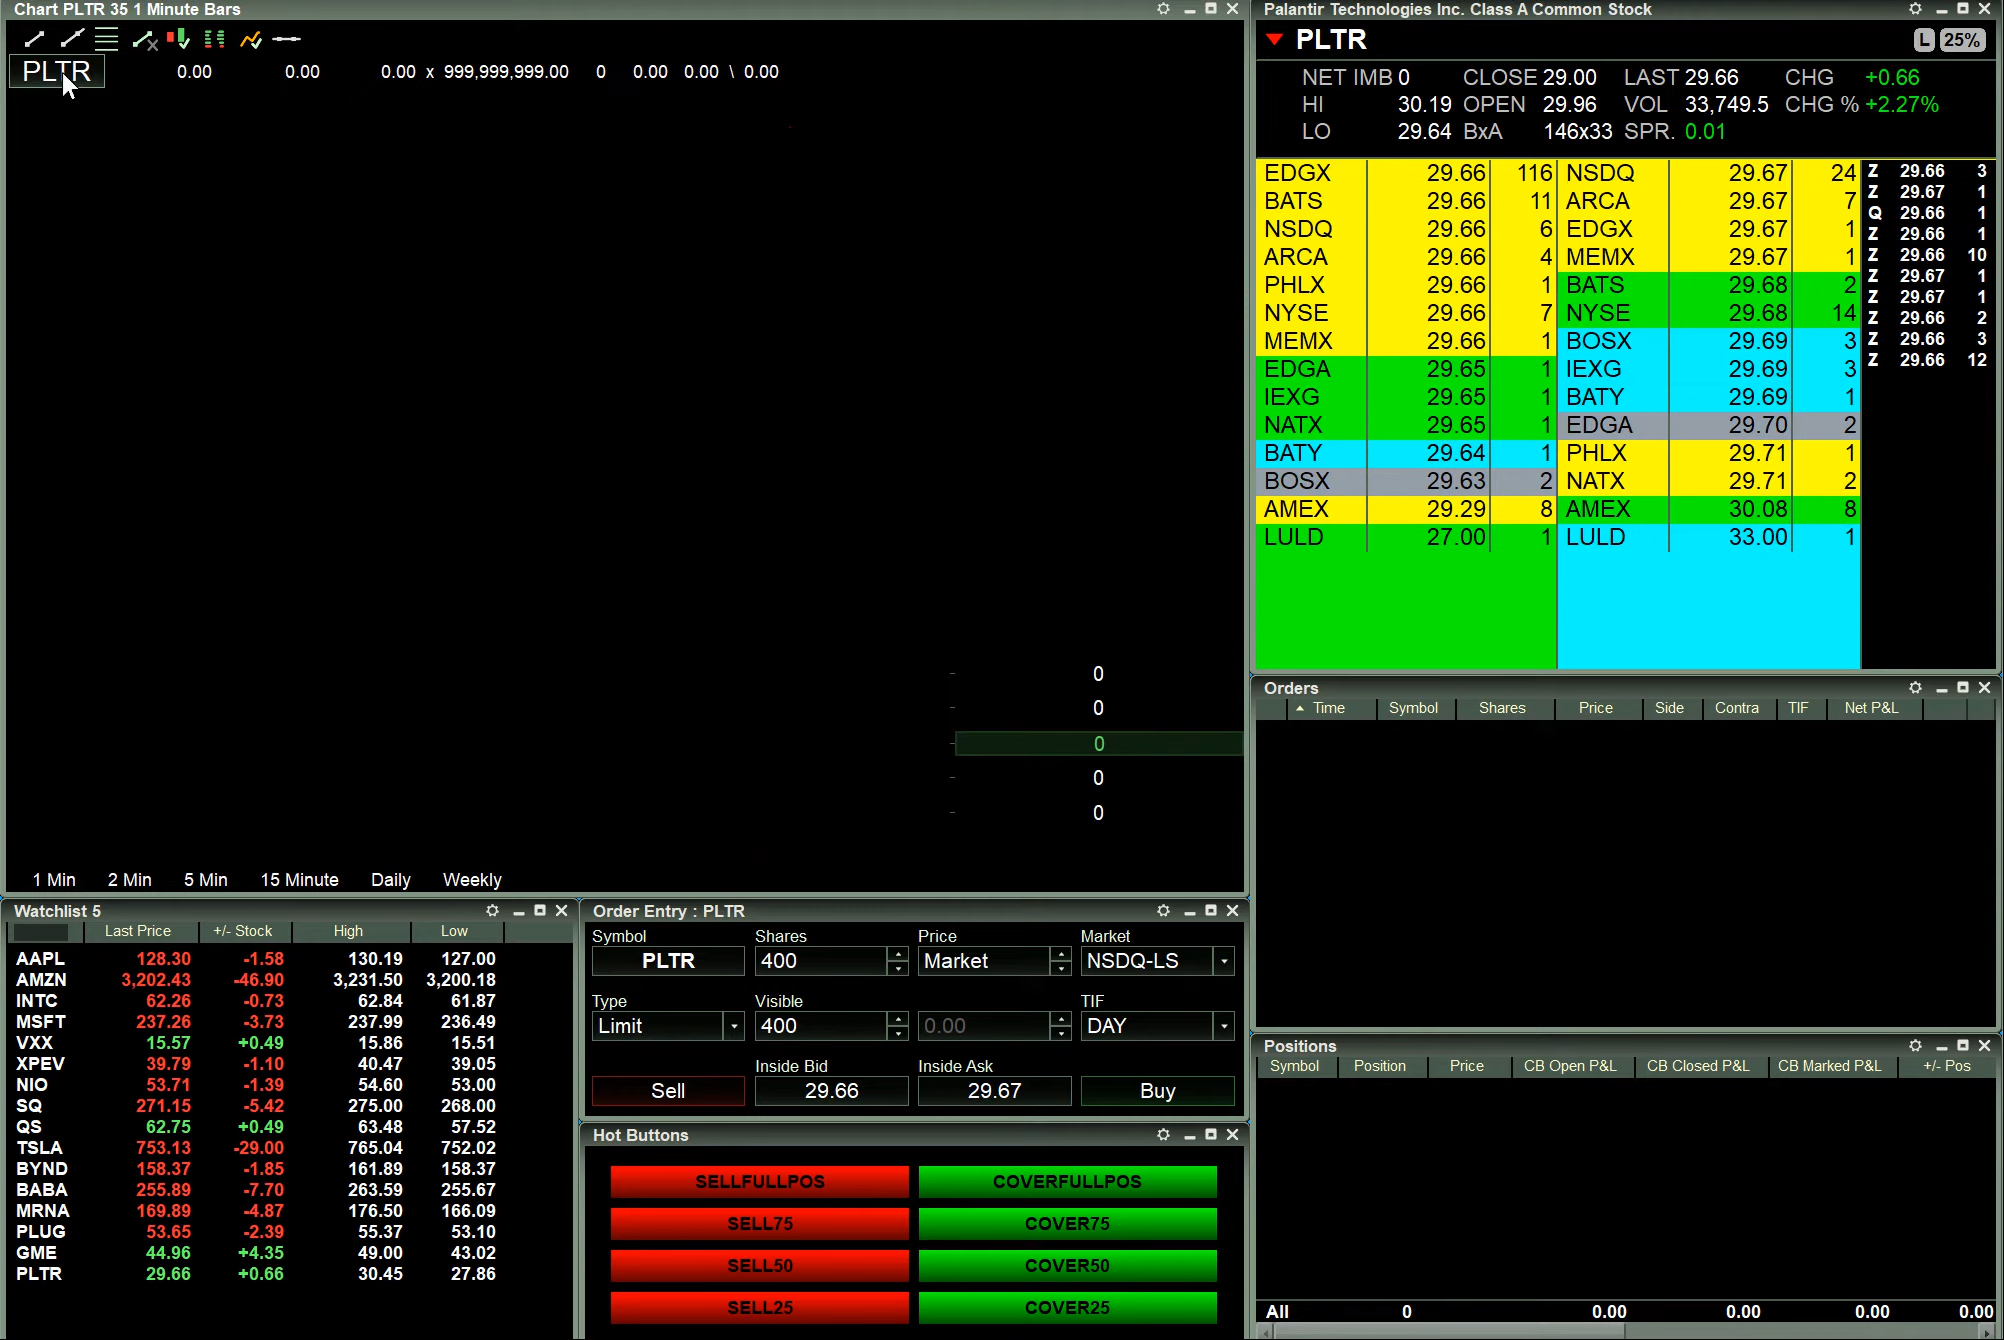 Chart PLTR 35 1 Minute Bars
PLTR 0.00 0.00 0.00 x 999,999,999.00 0 0.00 0.00 \ 0.00
0
0
0
0
0
1 Min 2 Min 5 Min 15 Minute Daily Weekly
Palantir Technologies Inc. Class A Common Stock
PLTR L 25%
NET IMB 0 CLOSE 29.00 LAST 29.66 CHG +0.66
HI 30.19 OPEN 29.96 VOL 33,749.5 CHG % +2.27%
LO 29.64 BxA 146x33 SPR. 0.01
EDGX 29.66 116 NSDQ 29.67 24
BATS 29.66 11 ARCA 29.67 7
NSDQ 29.66 6 EDGX 29.67 1
ARCA 29.66 4 MEMX 29.67 1
PHLX 29.66 1 BATS 29.68 2
NYSE 29.66 7 NYSE 29.68 14
MEMX 29.66 1 BOSX 29.69 3
EDGA 29.65 1 IEXG 29.69 3
IEXG 29.65 1 BATY 29.69 1
NATX 29.65 1 EDGA 29.70 2
BATY 29.64 1 PHLX 29.71 1
BOSX 29.63 2 NATX 29.71 2
AMEX 29.29 8 AMEX 30.08 8
LULD 27.00 1 LULD 33.00 1
Z 29.66 3
Z 29.67 1
Q 29.66 1
Z 29.66 1
Z 29.66 10
Z 29.67 1
Z 29.67 1
Z 29.66 2
Z 29.66 3
Z 29.66 12
Orders
Time Symbol Shares Price Side Contra TIF Net P&L
Watchlist 5
Last Price +/- Stock High Low
AAPL 128.30 -1.58 130.19 127.00
AMZN 3,202.43 -46.90 3,231.50 3,200.18
INTC 62.26 -0.73 62.84 61.87
MSFT 237.26 -3.73 237.99 236.49
VXX 15.57 +0.49 15.86 15.51
XPEV 39.79 -1.10 40.47 39.05
NIO 53.71 -1.39 54.60 53.00
SQ 271.15 -5.42 275.00 268.00
QS 62.75 +0.49 63.48 57.52
TSLA 753.13 -29.00 765.04 752.02
BYND 158.37 -1.85 161.89 158.37
BABA 255.89 -7.70 263.59 255.67
MRNA 169.89 -4.87 176.50 166.09
PLUG 53.65 -2.39 55.37 53.10
GME 44.96 +4.35 49.00 43.02
PLTR 29.66 +0.66 30.45 27.86
Order Entry : PLTR
Symbol Shares Price Market
PLTR 400 Market NSDQ-LS
Type Visible TIF
Limit 400 0.00 DAY
Inside Bid Inside Ask
Sell 29.66 29.67 Buy
Hot Buttons
SELLFULLPOS COVERFULLPOS
SELL75 COVER75
SELL50 COVER50
SELL25 COVER25
Positions
Symbol Position Price CB Open P&L CB Closed P&L CB Marked P&L +/- Pos
All 0 0.00 0.00 0.00 0.00